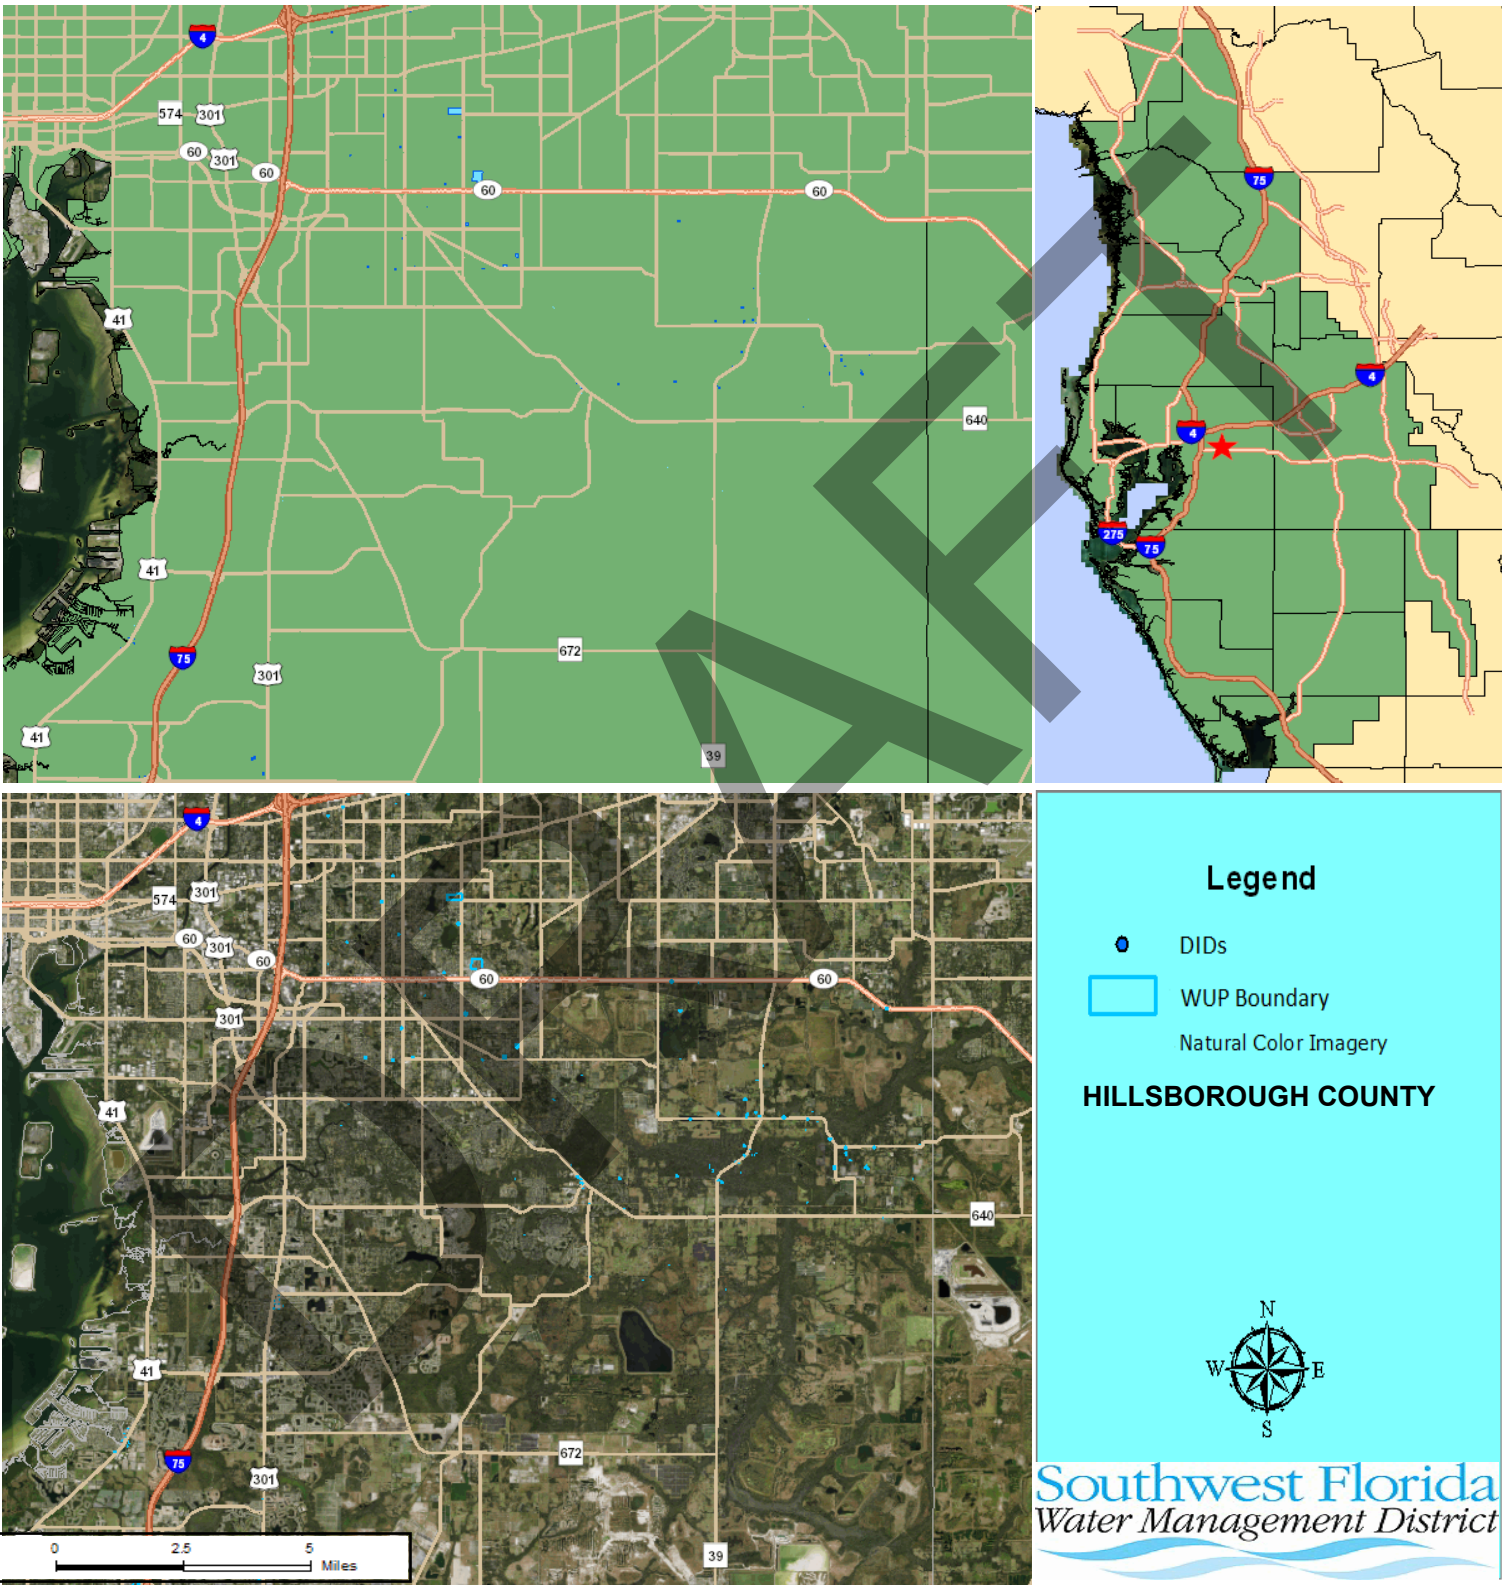 4
574
301
60
301
60
60
60
41
640
41
672
75
301
41
39
75
4
4
275
75
DRAFT
4
574
301
60
301
60
60
60
301
41
640
41
672
75
301
39
0 2.5 5
Miles
Legend
DIDs
WUP Boundary
Natural Color Imagery
HILLSBOROUGH COUNTY
N
W E
S
Southwest Florida
Water Management District